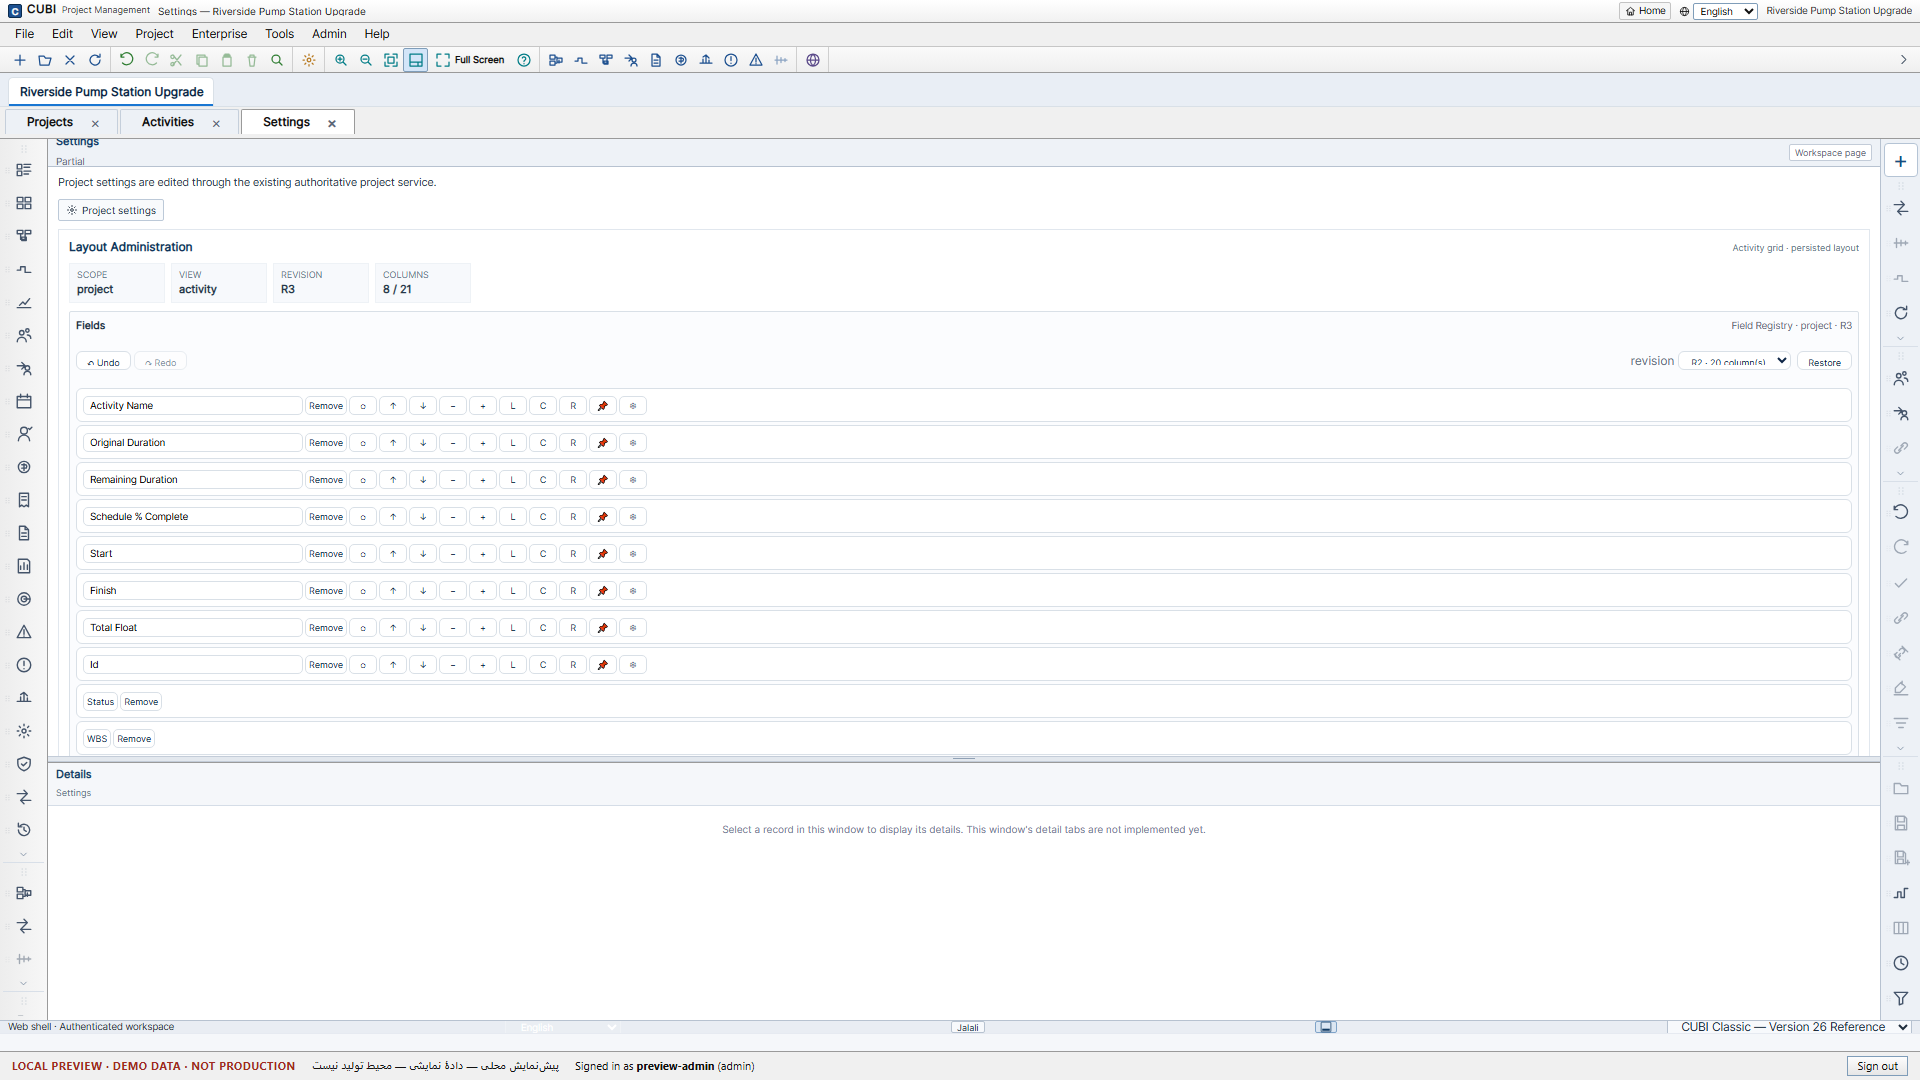 CUBI Project Management Settings — Riverside Pump Station Upgrade Home English Riverside Pump Station Upgrade
File Edit View Project Enterprise Tools Admin Help
Full Screen
Riverside Pump Station Upgrade
Projects Activities Settings
Settings
Partial
Workspace page
Project settings are edited through the existing authoritative project service.
Project settings
Layout Administration
Activity grid · persisted layout
SCOPE VIEW REVISION COLUMNS
project activity R3 8 / 21
Fields
Field Registry · project · R3
Undo Redo revision R2 - 20 column(s) Restore
Activity Name Remove L C R
Original Duration Remove L C R
Remaining Duration Remove L C R
Schedule % Complete Remove L C R
Start Remove L C R
Finish Remove L C R
Total Float Remove L C R
Id Remove L C R
Status Remove
WBS Remove
Details
Settings
Select a record in this window to display its details. This window's detail tabs are not implemented yet.
Web shell · Authenticated workspace English Jalali CUBI Classic — Version 26 Reference
LOCAL PREVIEW · DEMO DATA · NOT PRODUCTION پیش‌نمایش محلی — دادهٔ نمایشی — محیط تولید نیست Signed in as preview-admin (admin) Sign out